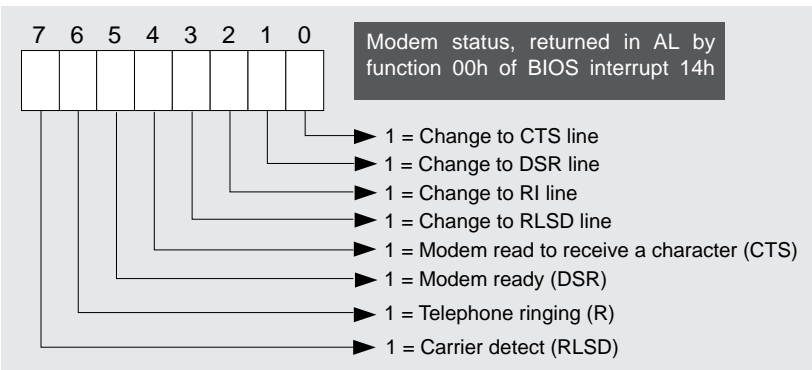 7 6 5 4 3 2 1 0
Modem status, returned in AL by
function 00h of BIOS interrupt 14h
1 = Change to CTS line
1 = Change to DSR line
1 = Change to RI line
1 = Change to RLSD line
1 = Modem read to receive a character (CTS)
1 = Modem ready (DSR)
1 = Telephone ringing (R)
1 = Carrier detect (RLSD)